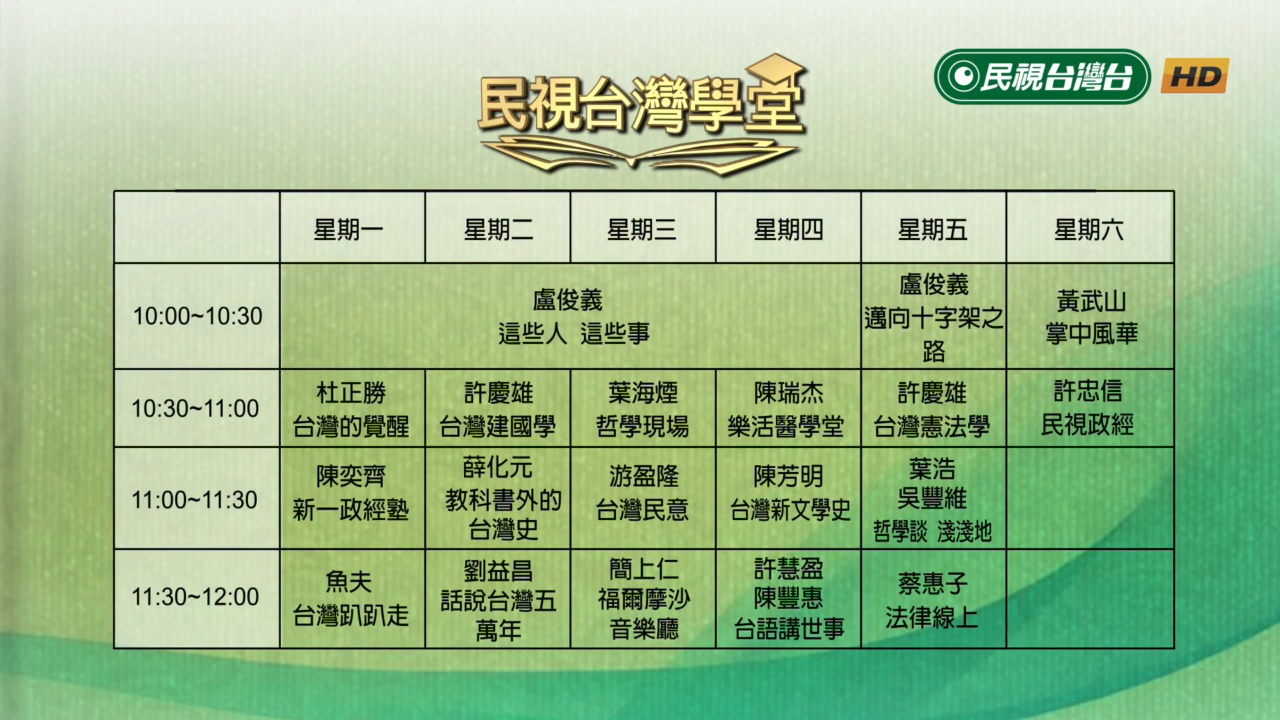 民視台灣學堂
民視台灣台 HD
星期一 星期二 星期三 星期四 星期五 星期六
10:00~10:30
盧俊義
這些人 這些事
盧俊義
邁向十字架之
路
黃武山
掌中風華
10:30~11:00
杜正勝
台灣的覺醒
許慶雄
台灣建國學
葉海煙
哲學現場
陳瑞杰
樂活醫學堂
許慶雄
台灣憲法學
許忠信
民視政經
11:00~11:30
陳奕齊
新一政經塾
薛化元
教科書外的
台灣史
游盈隆
台灣民意
陳芳明
台灣新文學史
葉浩
吳豐維
哲學談 淺淺地
11:30~12:00
魚夫
台灣趴趴走
劉益昌
話說台灣五
萬年
簡上仁
福爾摩沙
音樂廳
許慧盈
陳豐惠
台語講世事
蔡惠子
法律線上